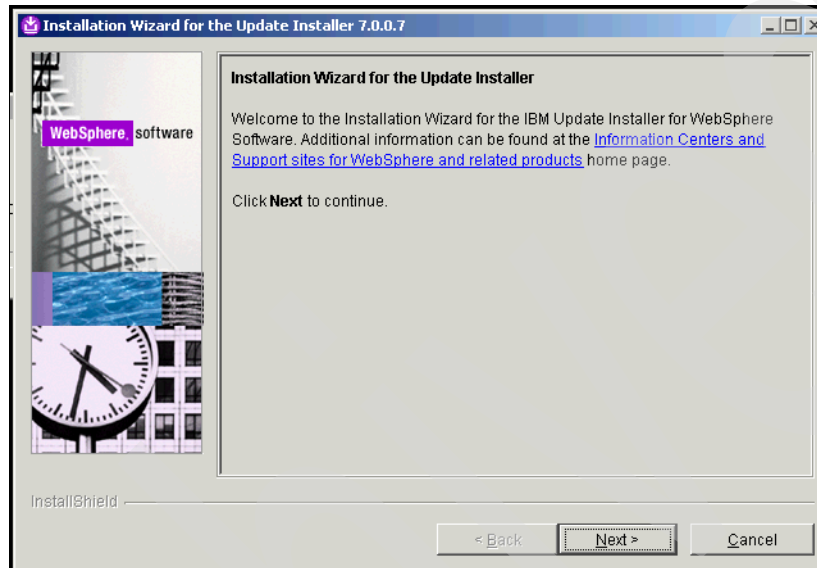 Installation Wizard for the Update Installer 7.0.0.7
WebSphere. software
Installation Wizard for the Update Installer
Welcome to the Installation Wizard for the IBM Update Installer for WebSphere
Software. Additional information can be found at the Information Centers and
Support sites for WebSphere and related products home page.
Click Next to continue.
InstallShield
< Back
Next >
Cancel